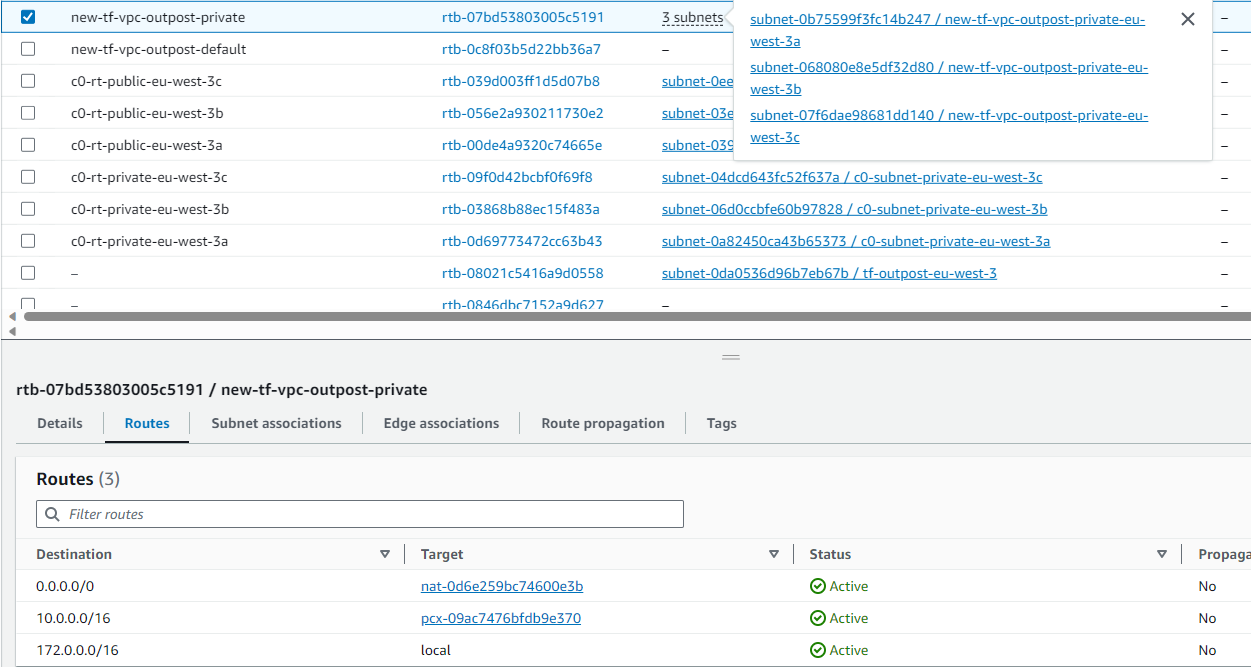 new-tf-vpc-outpost-private rtb-07bd53803005c5191 3 subnets –
subnet-0b75599f3fc14b247 / new-tf-vpc-outpost-private-eu-
west-3a
subnet-068080e8e5df32d80 / new-tf-vpc-outpost-private-eu-
west-3b
subnet-07f6dae98681dd140 / new-tf-vpc-outpost-private-eu-
west-3c
new-tf-vpc-outpost-default rtb-0c8f03b5d22bb36a7 – –
c0-rt-public-eu-west-3c rtb-039d003ff1d5d07b8 subnet-0ee –
c0-rt-public-eu-west-3b rtb-056e2a930211730e2 subnet-03e –
c0-rt-public-eu-west-3a rtb-00de4a9320c74665e subnet-039 –
c0-rt-private-eu-west-3c rtb-09f0d42bcbf0f69f8 subnet-04dcd643fc52f637a / c0-subnet-private-eu-west-3c –
c0-rt-private-eu-west-3b rtb-03868b88ec15f483a subnet-06d0ccbfe60b97828 / c0-subnet-private-eu-west-3b –
c0-rt-private-eu-west-3a rtb-0d69773472cc63b43 subnet-0a82450ca43b65373 / c0-subnet-private-eu-west-3a –
– rtb-08021c5416a9d0558 subnet-0da0536d96b7eb67b / tf-outpost-eu-west-3 –
– rtb-0846dbc7152a9d627 – –
rtb-07bd53803005c5191 / new-tf-vpc-outpost-private
Details Routes Subnet associations Edge associations Route propagation Tags
Routes (3)
Filter routes
Destination Target Status Propaga
0.0.0.0/0 nat-0d6e259bc74600e3b Active No
10.0.0.0/16 pcx-09ac7476bfdb9e370 Active No
172.0.0.0/16 local Active No